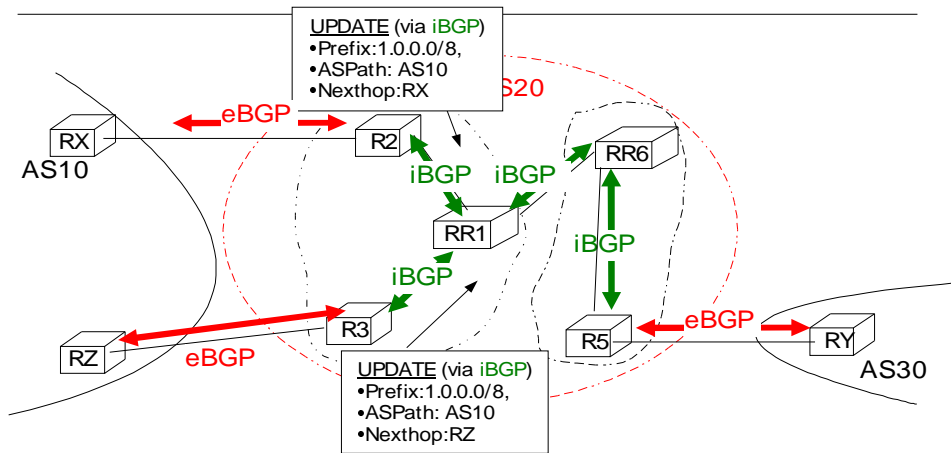 UPDATE (via iBGP)
•Prefix:1.0.0.0/8,
•ASPath: AS10
•Nexthop:RX
S20
eBGP
RX
R2
RR6
AS10
iBGP
iBGP
RR1
iBGP
iBGP
R3
eBGP
R5
RY
RZ
eBGP
AS30
UPDATE (via iBGP)
•Prefix:1.0.0.0/8,
•ASPath: AS10
•Nexthop:RZ